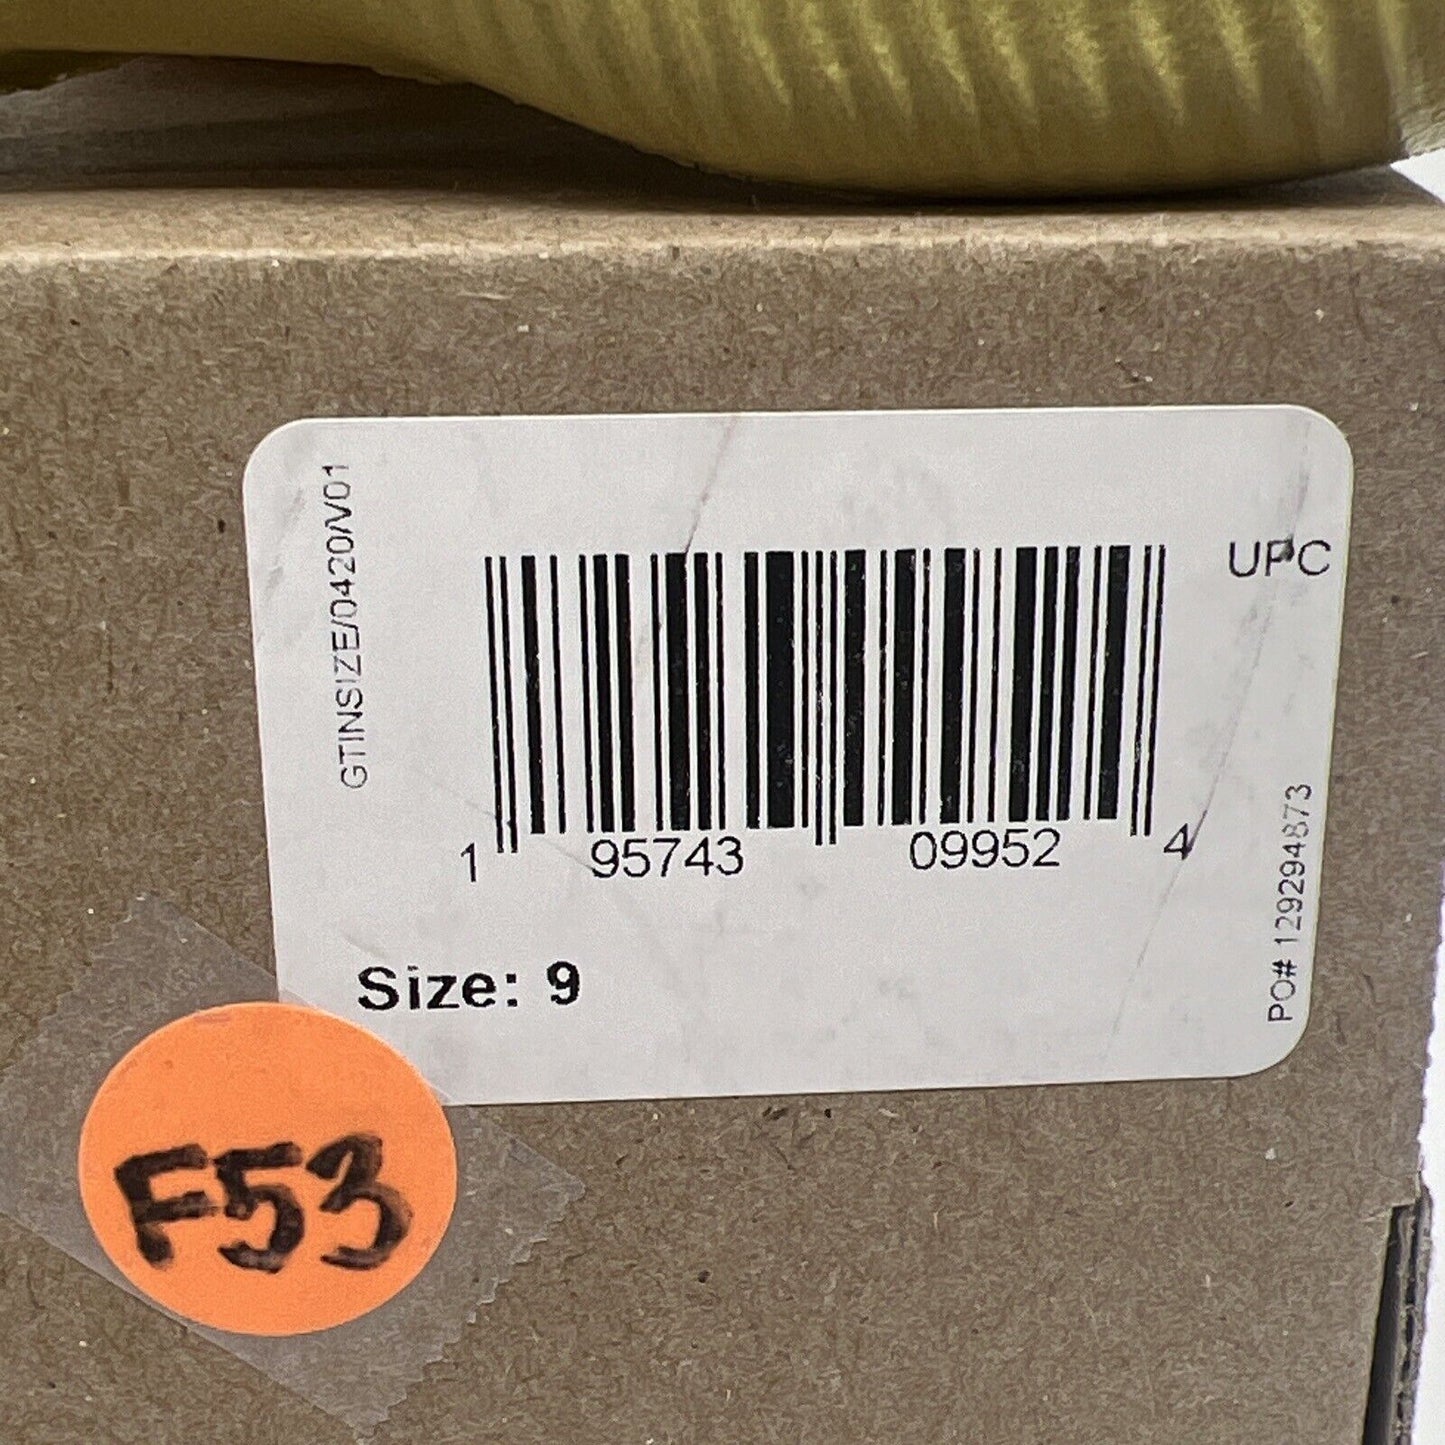 GTINSIZE/0420/V01
UPC
1 95743 09952 4
PO# 129294873
Size: 9
F53